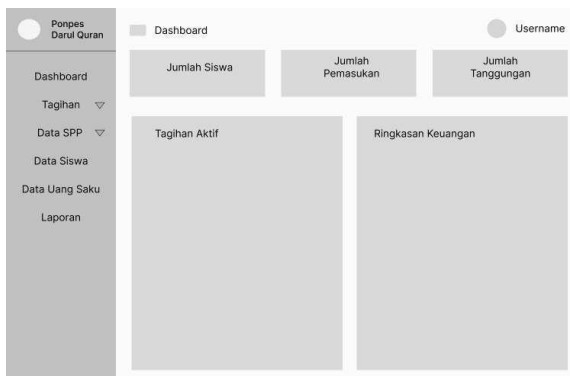 Ponpes
Darul Quran
Dashboard
Tagihan
Data SPP
Data Siswa
Data Uang Saku
Laporan
Dashboard
Username
Jumlah Siswa
Jumlah
Pemasukan
Jumlah
Tanggungan
Tagihan Aktif
Ringkasan Keuangan